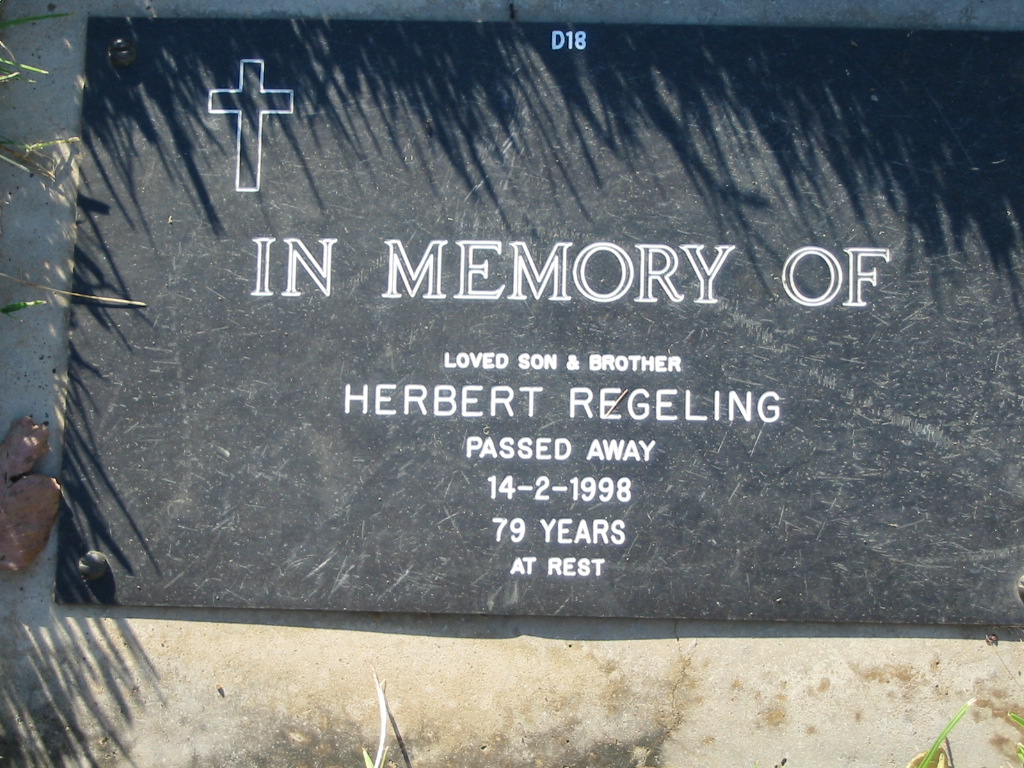 D18
IN MEMORY OF
LOVED SON & BROTHER
HERBERT REGELING
PASSED AWAY
14-2-1998
79 YEARS
AT REST